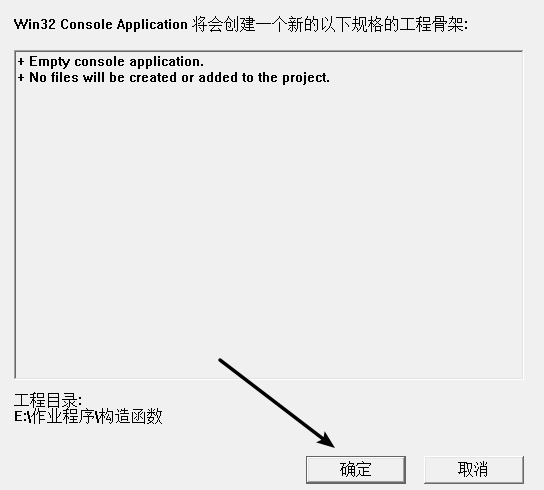 Win32 Console Application 将会创建一个新的以下规格的工程骨架:
+ Empty console application.
+ No files will be created or added to the project.
工程目录:
E:\作业程序\构造函数
确定
取消